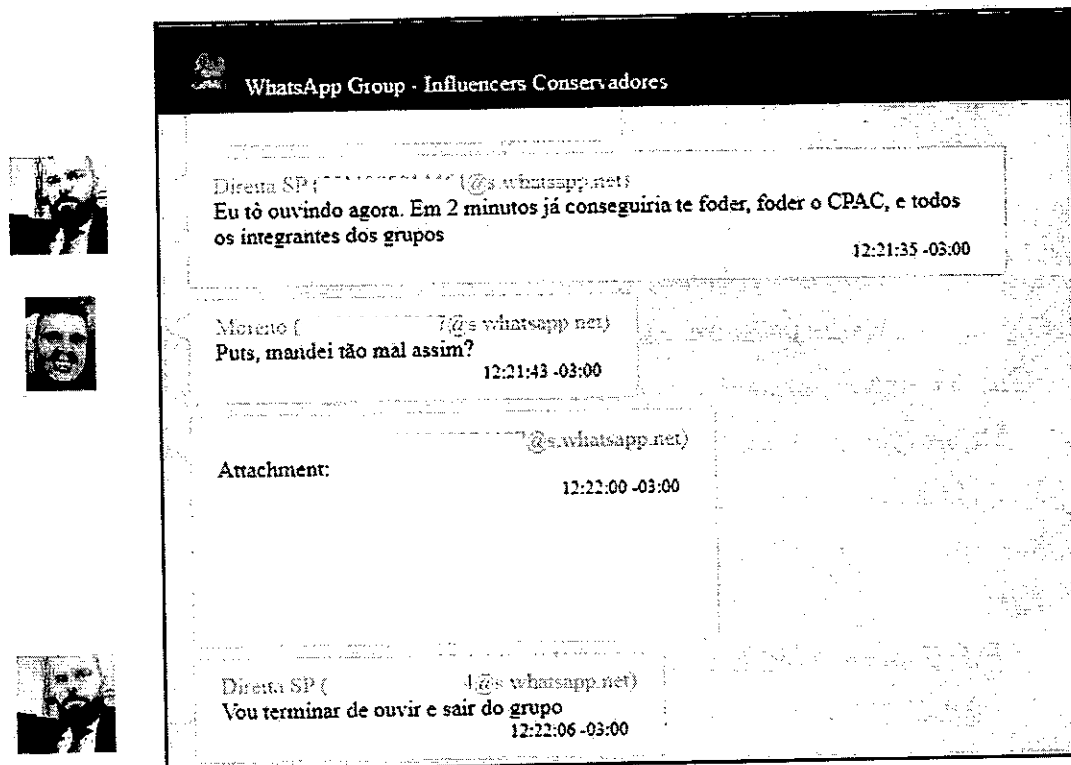 WhatsApp Group - Influencers Conservadores
Direita SP ( @s.whatsapp.net)
Eu tô ouvindo agora. Em 2 minutos já conseguiria te foder, foder o CPAC, e todos
os integrantes dos grupos
12:21:35 -03:00
Moreno ( 7@s.whatsapp.net)
Puts, mandei tão mal assim?
12:21:43 -03:00
@s.whatsapp.net)
Attachment:
12:22:00 -03:00
Direita SP ( 4@s.whatsapp.net)
Vou terminar de ouvir e sair do grupo
12:22:06 -03:00